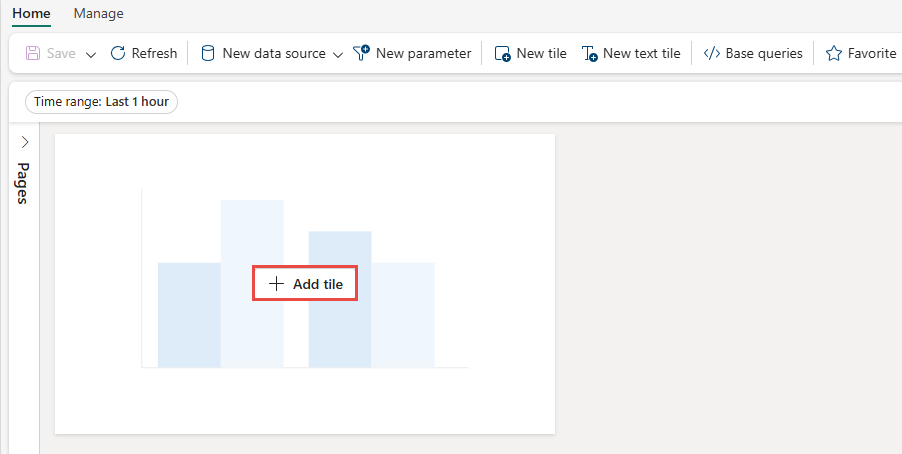 Home Manage
Save Refresh New data source New parameter New tile New text tile Base queries Favorite
Time range: Last 1 hour
Pages
Add tile